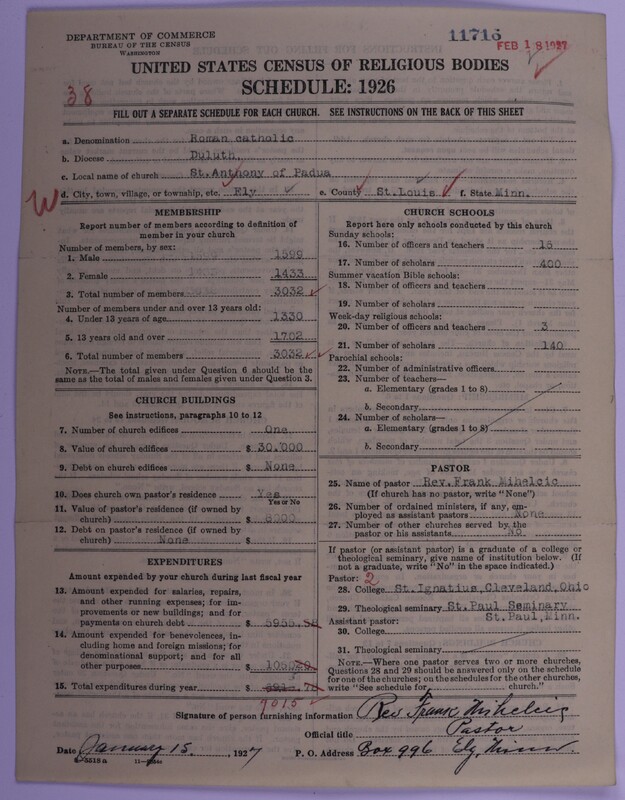 DEPARTMENT OF COMMERCE
BUREAU OF THE CENSUS
WASHINGTON
11716
FEB 18 1927
UNITED STATES CENSUS OF RELIGIOUS BODIES
SCHEDULE: 1926
38
FILL OUT A SEPARATE SCHEDULE FOR EACH CHURCH. SEE INSTRUCTIONS ON THE BACK OF THIS SHEET
a. Denomination Roman catholic
b. Diocese Duluth.
c. Local name of church St.Anthony of Padua
W d. City, town, village, or township, etc. Ely e. County St.Louis f. State Minn.
MEMBERSHIP
Report number of members according to definition of member in your church
Number of members, by sex:
1. Male 1599
2. Female 1433
3. Total number of members 3032
Number of members under and over 13 years old:
4. Under 13 years of age 1330
5. 13 years old and over 1702
6. Total number of members 3032
NOTE.—The total given under Question 6 should be the
same as the total of males and females given under Question 3.
CHURCH BUILDINGS
See instructions, paragraphs 10 to 12
7. Number of church edifices One
8. Value of church edifices $ 30.000
9. Debt on church edifices $ None
10. Does church own pastor's residence Yes
Yes or No
11. Value of pastor's residence (if owned by
church) $ 8000
12. Debt on pastor's residence (if owned by
church) None $
EXPENDITURES
Amount expended by your church during last fiscal year
13. Amount expended for salaries, repairs,
and other running expenses; for im-
provements or new buildings; and for
payments on church debt $
14. Amount expended for benevolences, in-
cluding home and foreign missions; for
denominational support; and for all
other purposes $
15. Total expenditures during year $
7015
CHURCH SCHOOLS
Report here only schools conducted by this church
Sunday schools:
16. Number of officers and teachers 15
17. Number of scholars 400
Summer vacation Bible schools:
18. Number of officers and teachers
19. Number of scholars
Week-day religious schools:
20. Number of officers and teachers 3
21. Number of scholars 140
Parochial schools:
22. Number of administrative officers
23. Number of teachers—
a. Elementary (grades 1 to 8)
b. Secondary
24. Number of scholars—
a. Elementary (grades 1 to 8)
b. Secondary
PASTOR
25. Name of pastor Rev.Frank Mihelcic
(If church has no pastor, write "None")
26. Number of ordained ministers, if any, em-
ployed as assistant pastors None
27. Number of other churches served by the
pastor or his assistants No
If pastor (or assistant pastor) is a graduate of a college or
theological seminary, give name of institution below. (If
not a graduate, write "No" in the space indicated.)
Pastor: 2
28. College St.Ignatius Cleveland,Ohio
29. Theological seminary St.Paul Seminary
Assistant pastor: St.Paul,Minn.
30. College
31. Theological seminary
NOTE.—Where one pastor serves two or more churches,
Questions 28 and 29 should be answered only on the schedule
for one of the churches; on the schedules for the other churches,
write "See schedule for church."
Signature of person furnishing information Rev Frank Mihelcic
Official title Pastor
Date January 15, 1927 P. O. Address Box 996 Ely, Minn.